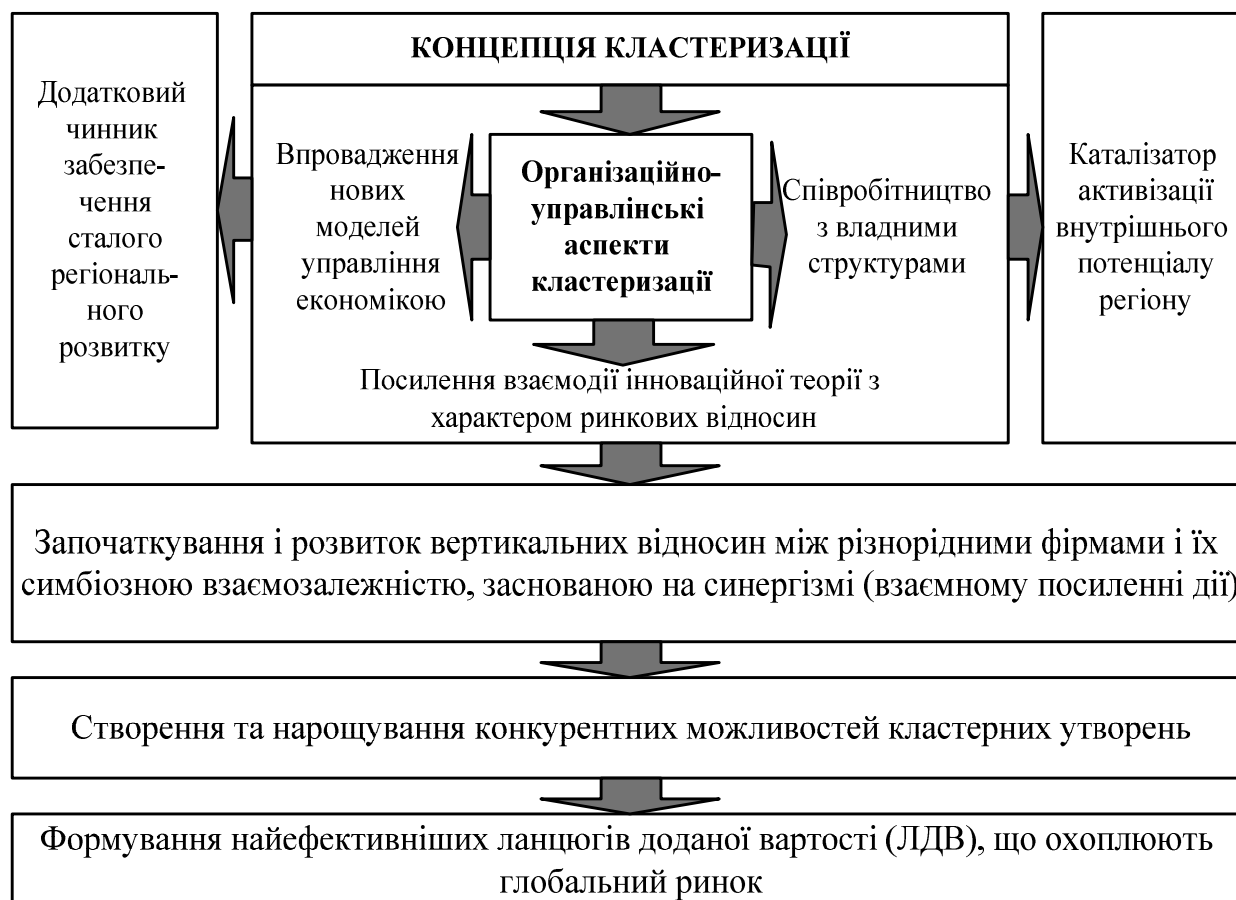 КОНЦЕПЦІЯ КЛАСТЕРИЗАЦІЇ
Додатковий
чинник
забезпе-
чення
сталого
регіональ-
ного
розвитку
Впровадження
нових
моделей
управління
економікою
Організаційно-
управлінські
аспекти
кластеризації
Співробітництво
з владними
структурами
Каталізатор
активізації
внутрішнього
потенціалу
регіону
Посилення взаємодії інноваційної теорії з
характером ринкових відносин
Започаткування і розвиток вертикальних відносин між різнорідними фірмами і їх
симбіозною взаємозалежністю, заснованою на синергізмі (взаємному посиленні дії)
Створення та нарощування конкурентних можливостей кластерних утворень
Формування найефективніших ланцюгів доданої вартості (ЛДВ), що охоплюють
глобальний ринок